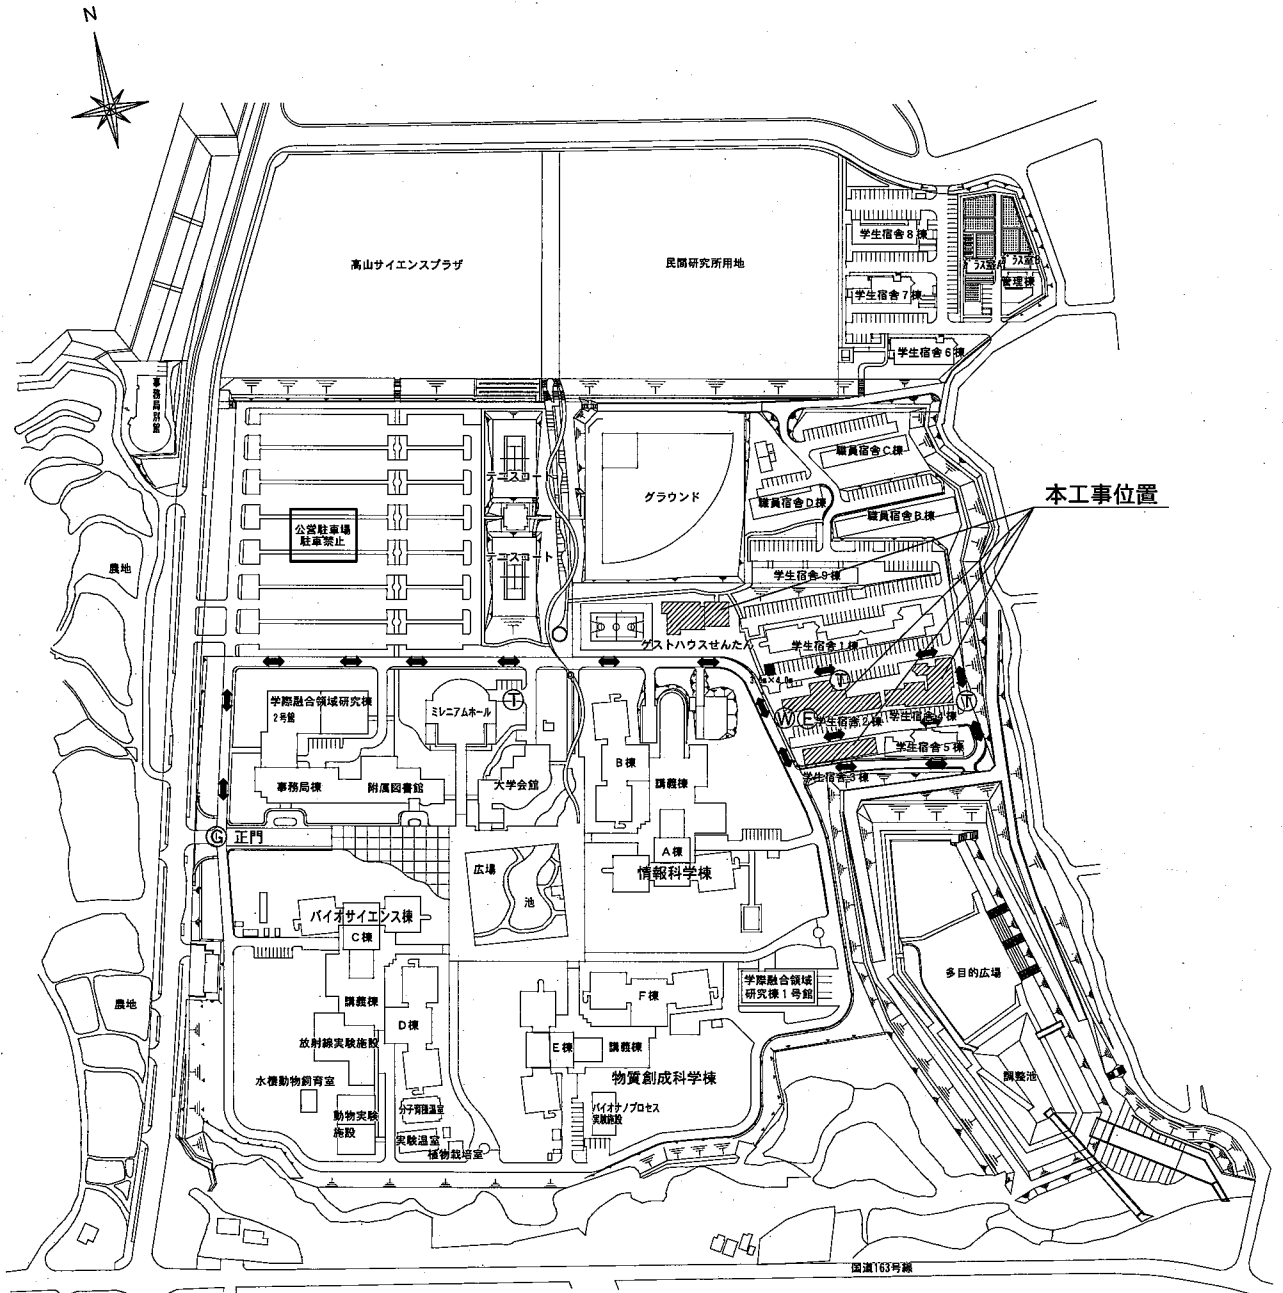 N
学生宿舎8棟
高山サイエンスプラザ
民間研究所用地
ラス室A
ラス室B
管理棟
学生宿舎7棟
学生宿舎6棟
事務局別館
職員宿舎C棟
テニスコート
グラウンド
本工事位置
職員宿舎D棟
職員宿舎B棟
公営駐車場
駐車禁止
テニスコート
農地
学生宿舎9棟
ゲストハウスせんたん
学生宿舎1棟
T
T
学際融合領域研究棟
2号館
ミレニアムホール
T
W
E
学生宿舎2棟
学生宿舎4棟
学生宿舎5棟
学生宿舎3棟
B棟
講義棟
事務局棟
附属図書館
大学会館
G
正門
A棟
情報科学棟
広場
池
バイオサイエンス棟
C棟
多目的広場
学際融合領域
研究棟1号館
農地
講義棟
F棟
D棟
放射線実験施設
E棟
講義棟
水棲動物飼育室
物質創成科学棟
調整池
動物実験
施設
バイオナノプロセス
実験施設
実験温室
植物栽培室
国道163号線